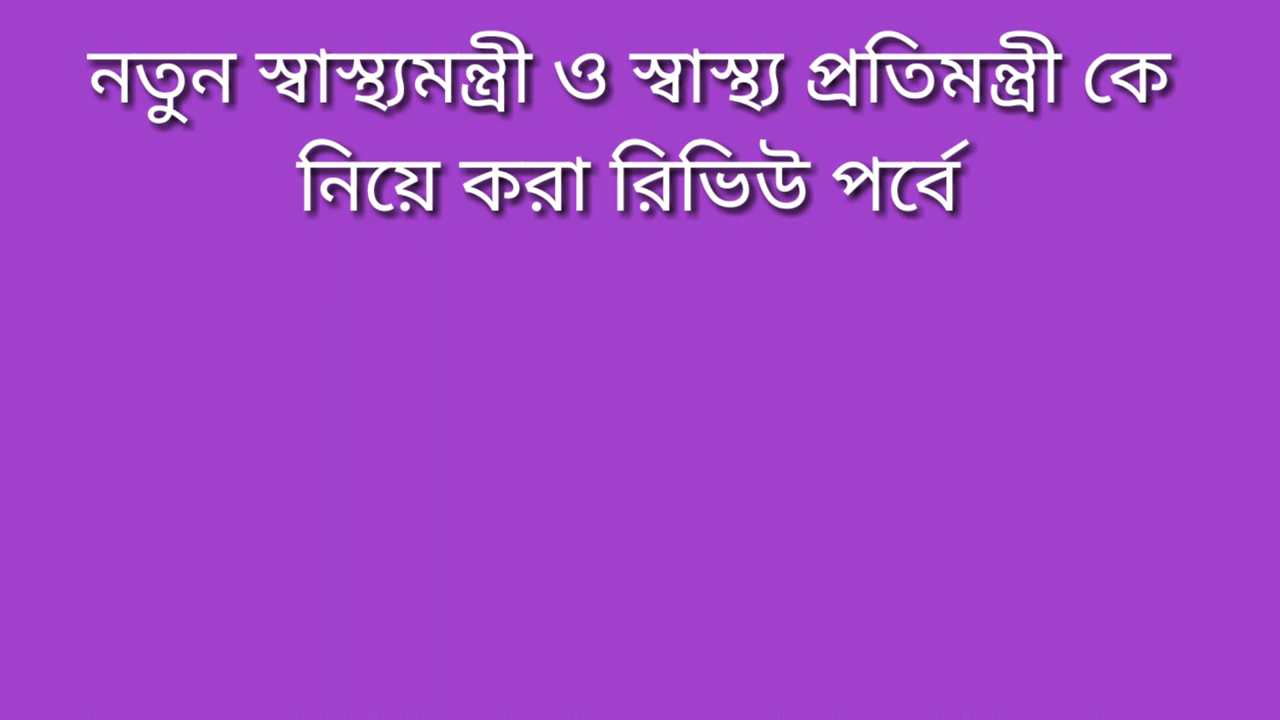 নতুন স্বাস্থ্যমন্ত্রী ও স্বাস্থ্য প্রতিমন্ত্রী কে
নিয়ে করা রিভিউ পর্বে